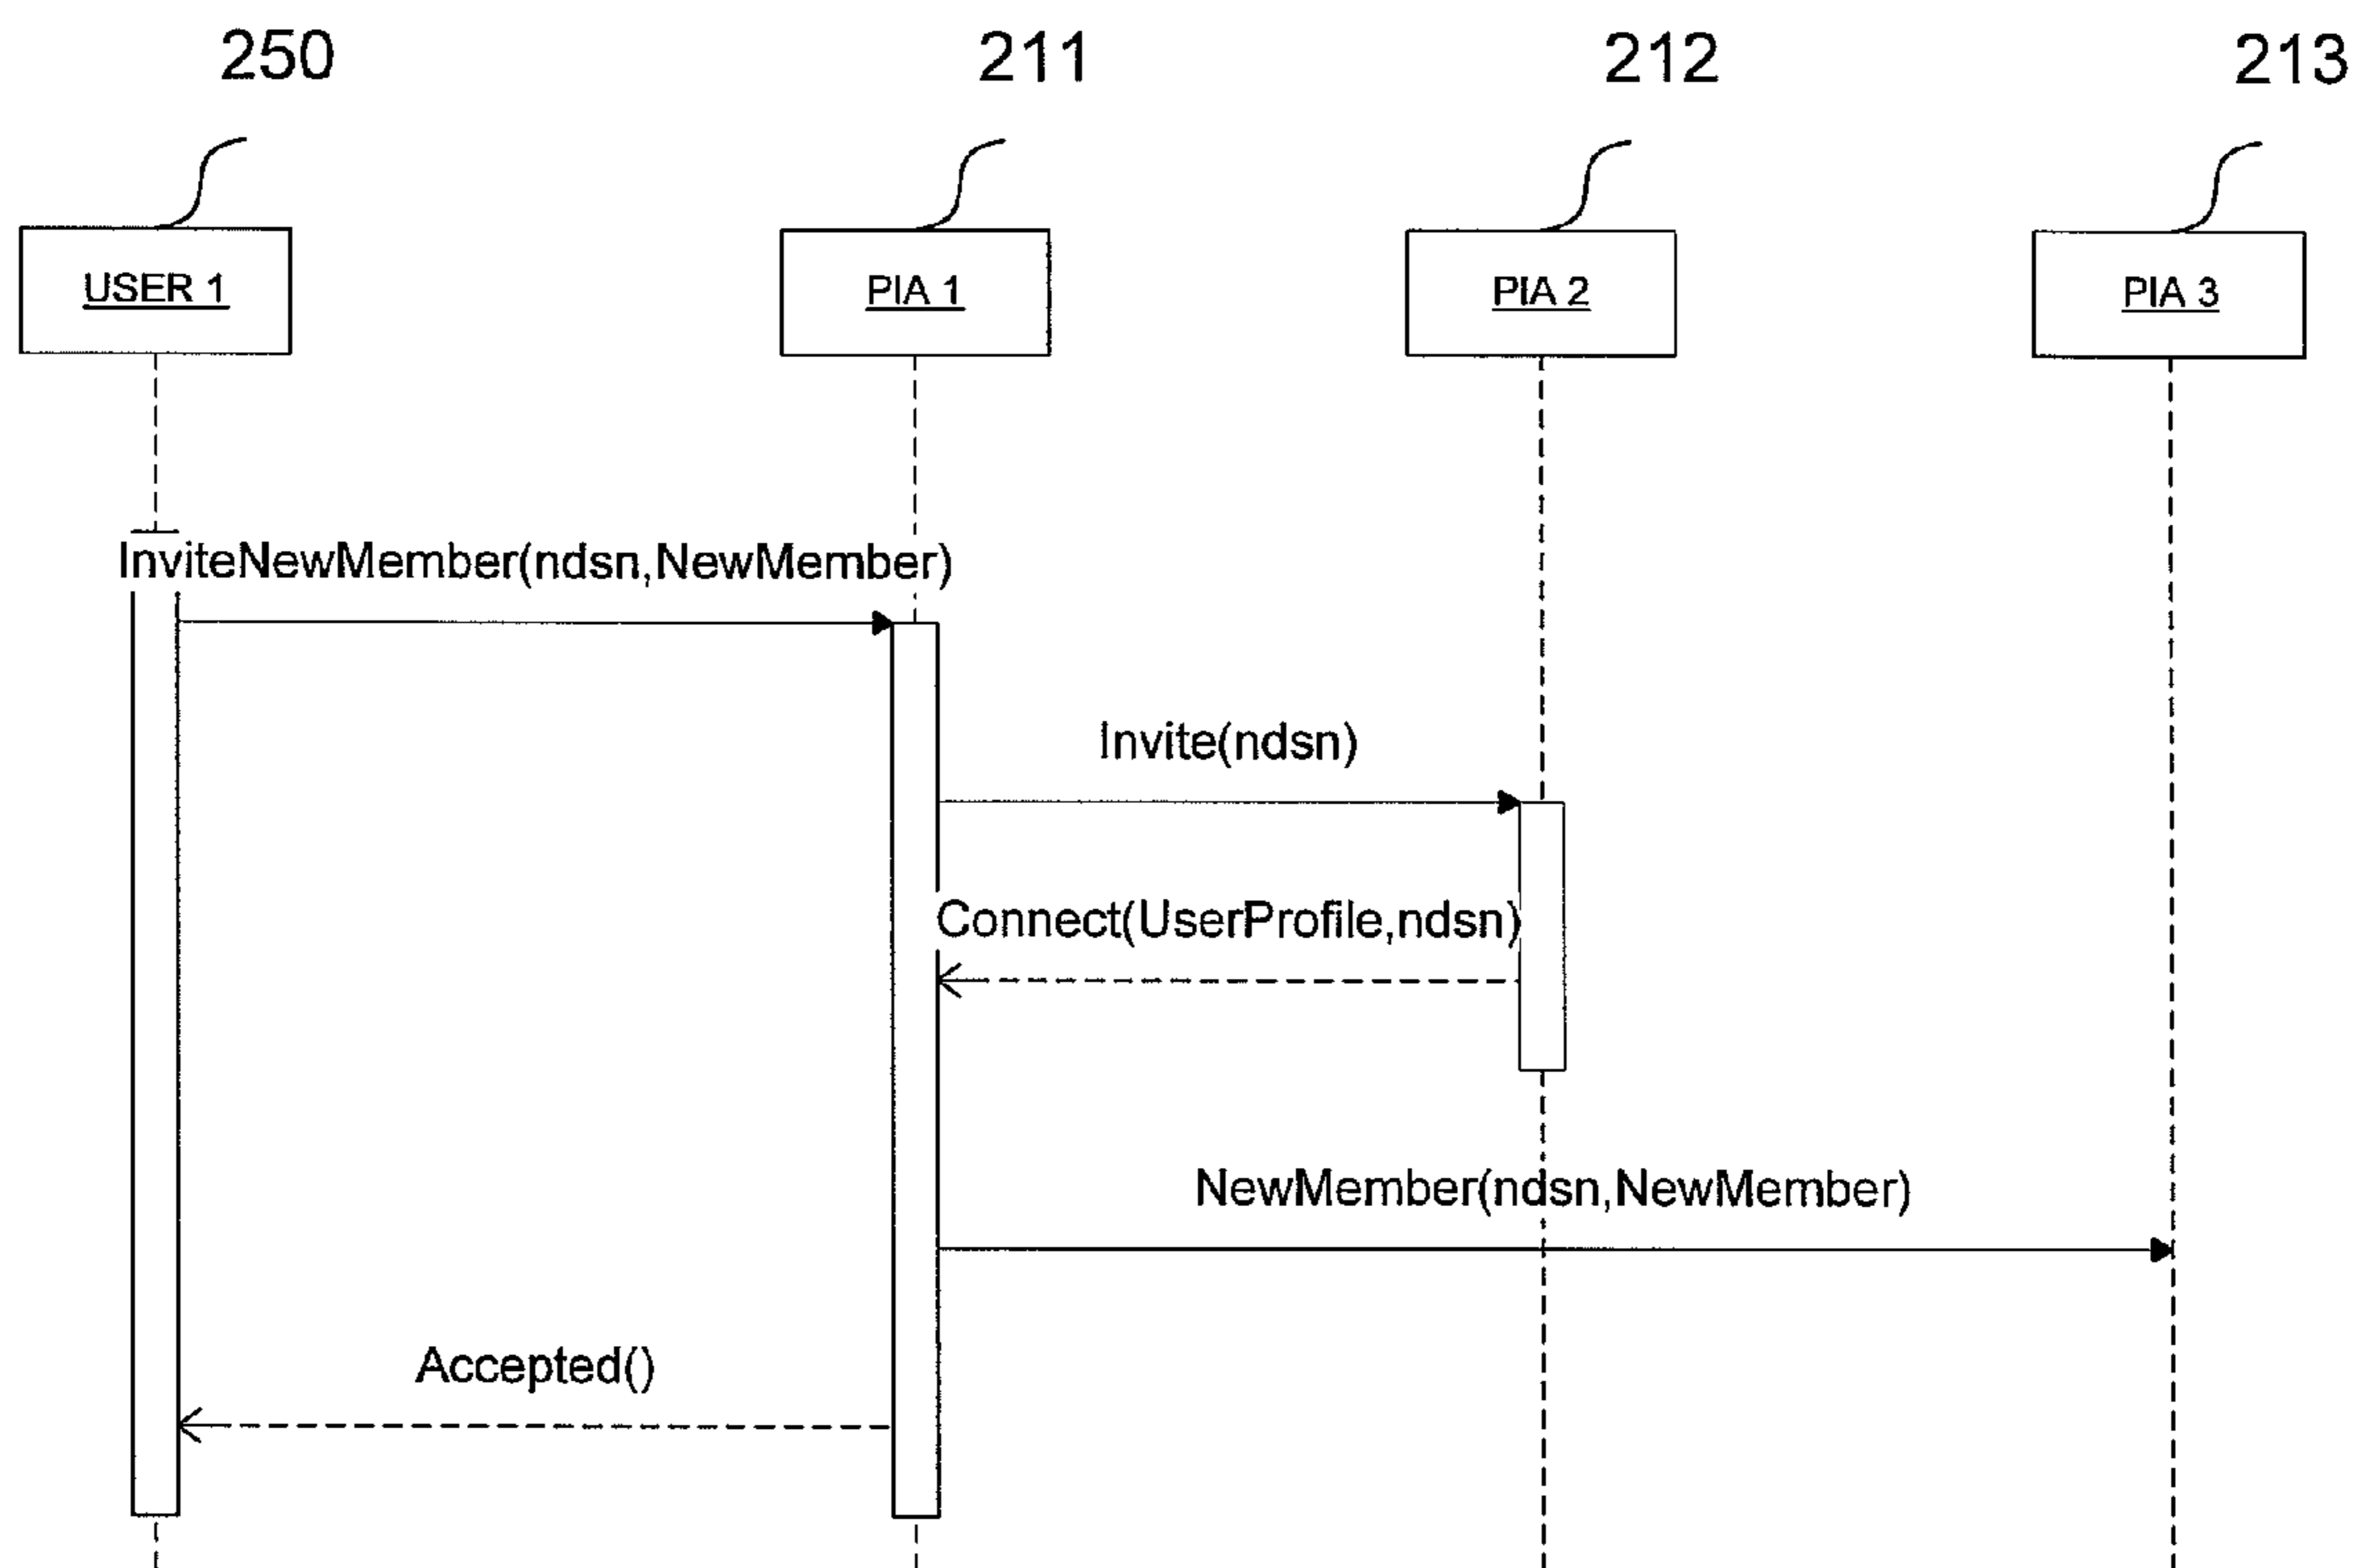 250
211
212
213
USER 1
PIA 1
PIA 2
PIA 3
InviteNewMember(ndsn,NewMember)
Invite(ndsn)
Connect(UserProfile,ndsn)
NewMember(ndsn,NewMember)
Accepted()